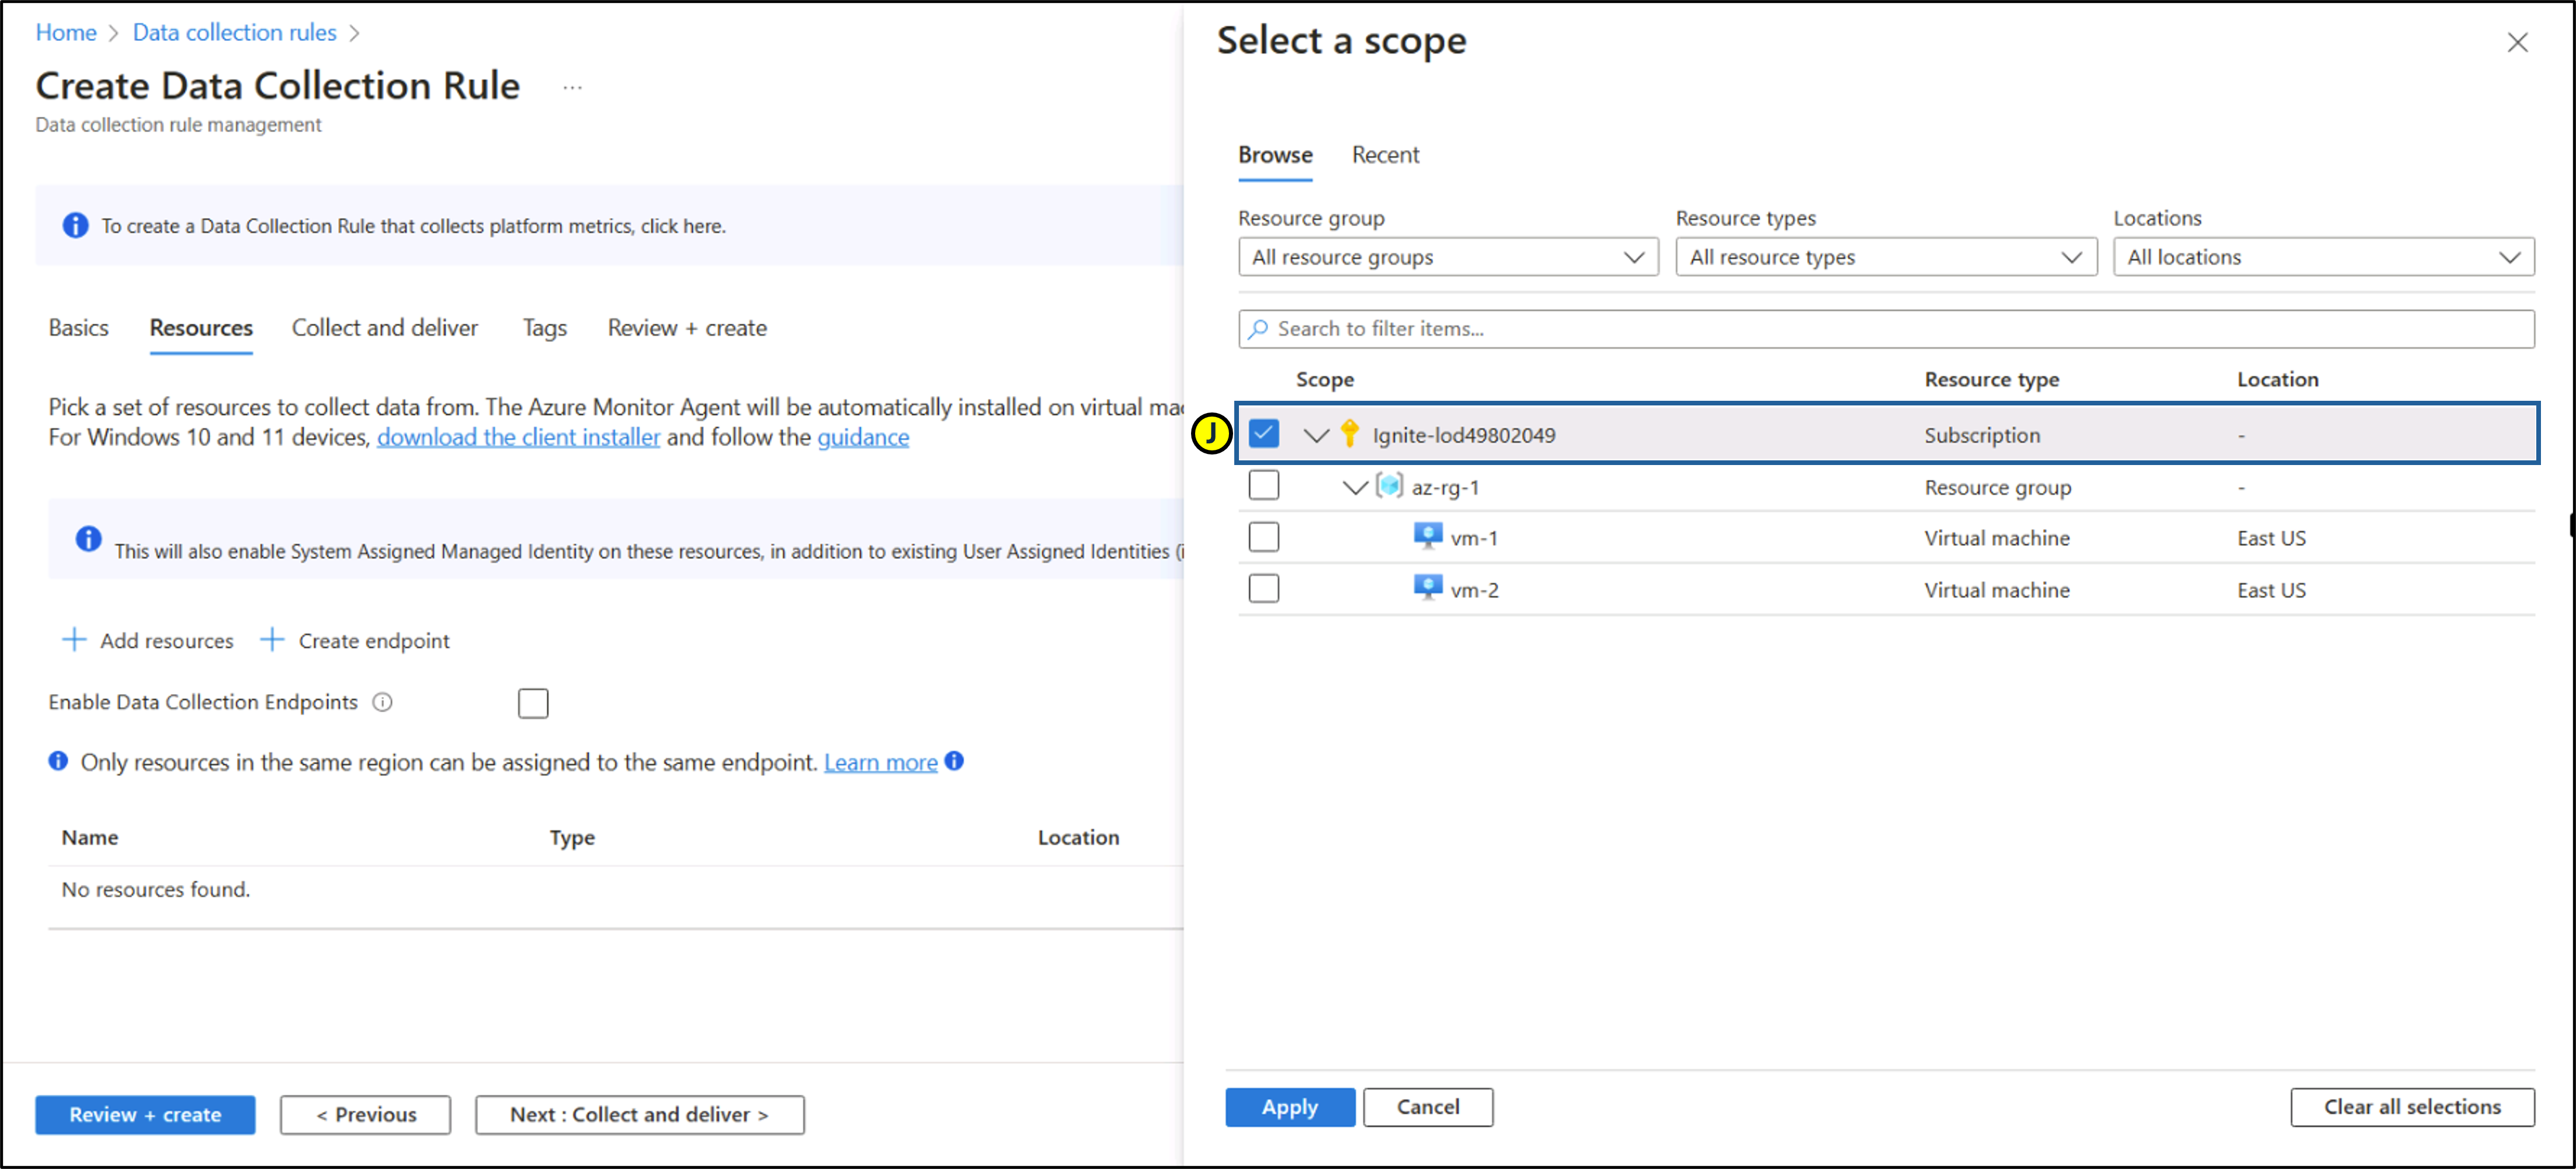 Home > Data collection rules >
Create Data Collection Rule ...
Data collection rule management
To create a Data Collection Rule that collects platform metrics, click here.
Basics Resources Collect and deliver Tags Review + create
Pick a set of resources to collect data from. The Azure Monitor Agent will be automatically installed on virtual ma
For Windows 10 and 11 devices, download the client installer and follow the guidance
This will also enable System Assigned Managed Identity on these resources, in addition to existing User Assigned Identities (i
+ Add resources + Create endpoint
Enable Data Collection Endpoints
Only resources in the same region can be assigned to the same endpoint. Learn more
Name Type Location
No resources found.
Review + create < Previous Next : Collect and deliver >
Select a scope
Browse Recent
Resource group Resource types Locations
All resource groups All resource types All locations
Search to filter items...
Scope Resource type Location
J Ignite-lod49802049 Subscription -
az-rg-1 Resource group -
vm-1 Virtual machine East US
vm-2 Virtual machine East US
Apply Cancel Clear all selections